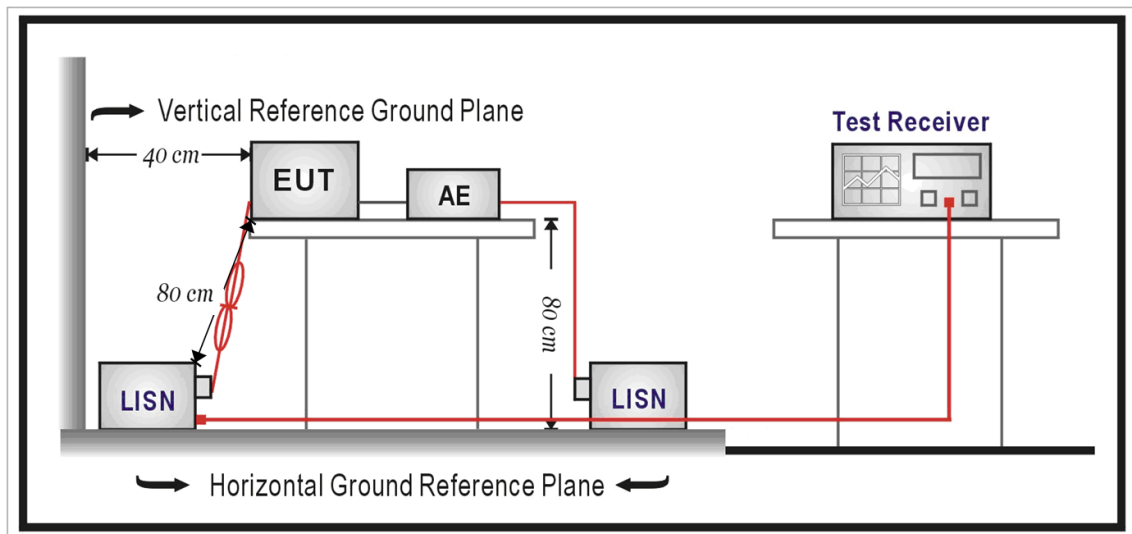 Vertical Reference Ground Plane
Test Receiver
40 cm
EUT
AE
80 cm
80 cm
LISN
LISN
Horizontal Ground Reference Plane